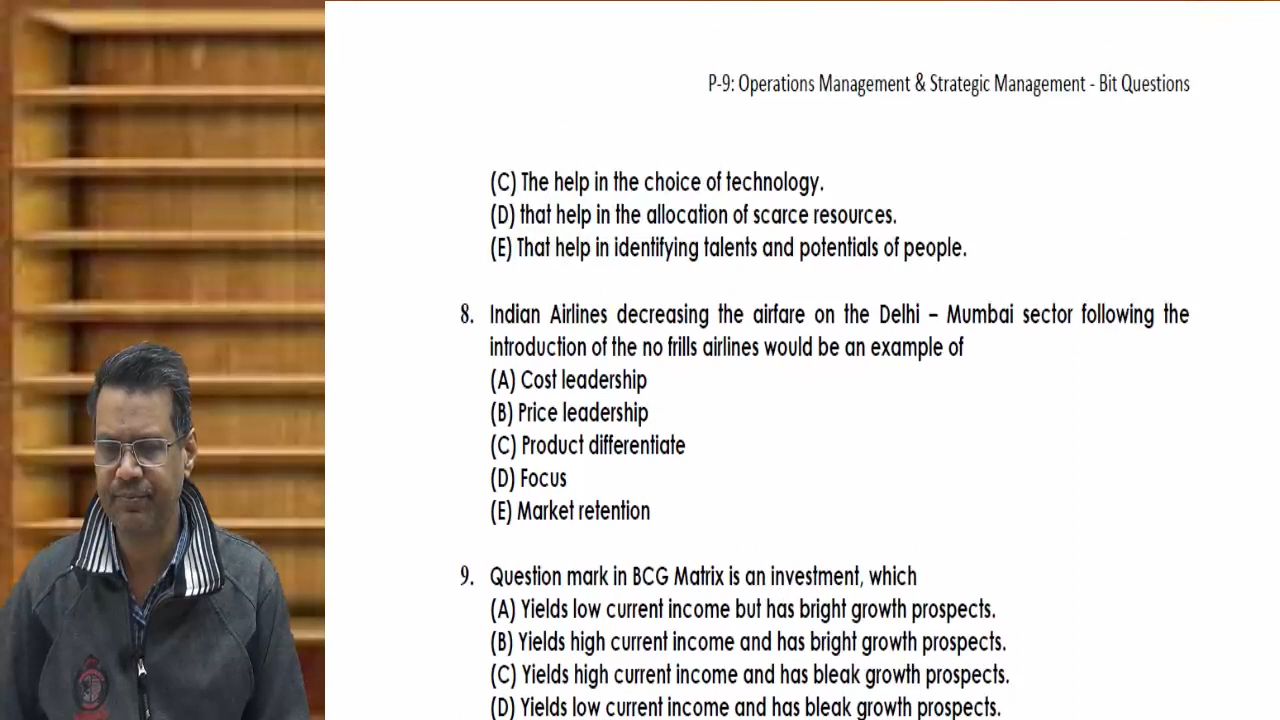 P-9: Operations Management & Strategic Management - Bit Questions
(C) The help in the choice of technology.
(D) that help in the allocation of scarce resources.
(E) That help in identifying talents and potentials of people.
8. Indian Airlines decreasing the airfare on the Delhi – Mumbai sector following the
introduction of the no frills airlines would be an example of
(A) Cost leadership
(B) Price leadership
(C) Product differentiate
(D) Focus
(E) Market retention
9. Question mark in BCG Matrix is an investment, which
(A) Yields low current income but has bright growth prospects.
(B) Yields high current income and has bright growth prospects.
(C) Yields high current income and has bleak growth prospects.
(D) Yields low current income and has bleak growth prospects.